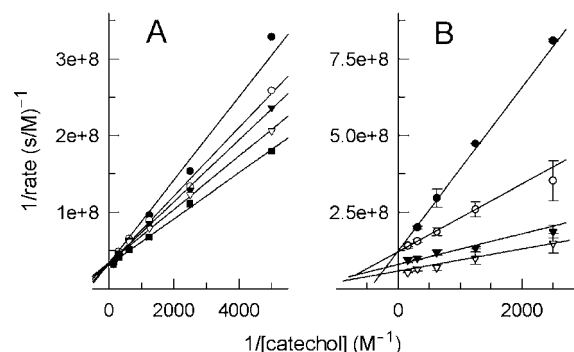 A
B
3e+8
2e+8
1e+8
7.5e+8
5.0e+8
2.5e+8
1/rate (s/M)⁻¹
0 2000 4000
0 1000 2000
1/[catechol] (M⁻¹)